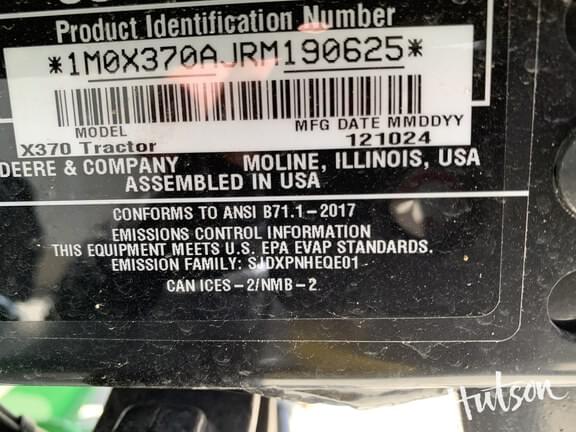 Product Identification Number
*1M0X370AJRM190625*
MODEL
MFG DATE MMDDYY
X370 Tractor
121024
DEERE & COMPANY MOLINE, ILLINOIS, USA
ASSEMBLED IN USA
CONFORMS TO ANSI B71.1-2017
EMISSIONS CONTROL INFORMATION
THIS EQUIPMENT MEETS U.S. EPA EVAP STANDARDS.
EMISSION FAMILY: SJDXPNHEQE01
CAN ICES-2/NMB-2
Hutson